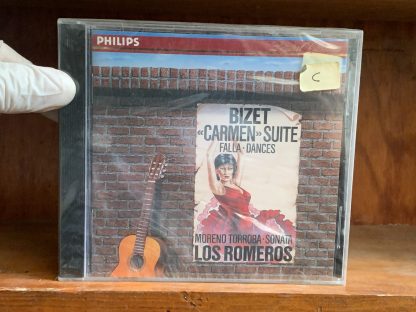 PHILIPS
C
BIZET
«CARMEN» SUITE
FALLA · DANCES
MORENO TORROBA · SONATA
LOS ROMEROS